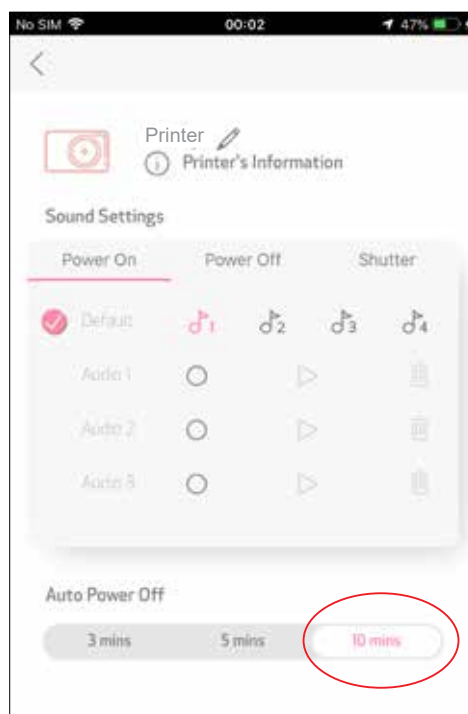 No SIM 00:02 47%
Printer
Printer's Information
Sound Settings
Power On Power Off Shutter
Default 1 2 3 4
Audio 1
Audio 2
Audio 3
Auto Power Off
3 mins 5 mins 10 mins